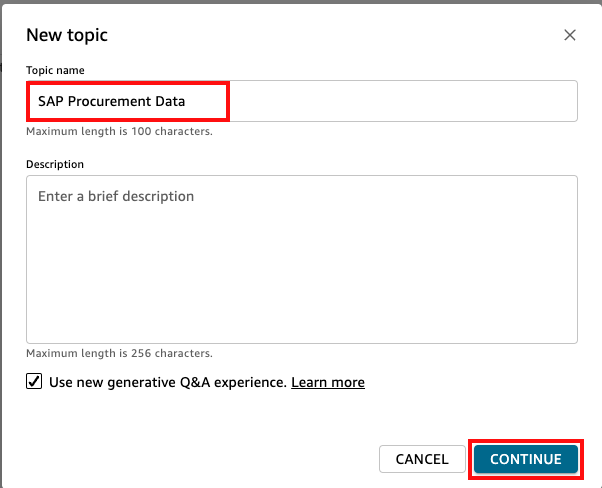 New topic
Topic name
SAP Procurement Data
Maximum length is 100 characters.
Description
Enter a brief description
Maximum length is 256 characters.
Use new generative Q&A experience. Learn more
CANCEL
CONTINUE